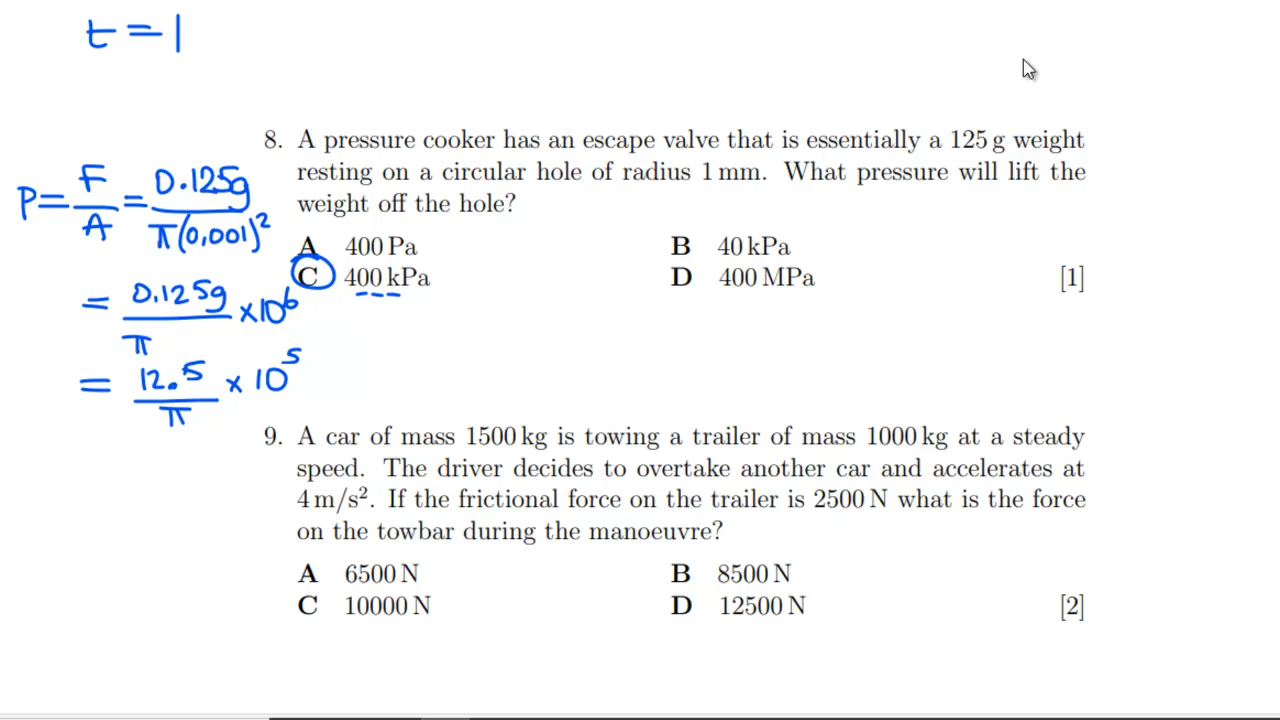 t = 1
8. A pressure cooker has an escape valve that is essentially a 125 g weight
resting on a circular hole of radius 1 mm. What pressure will lift the
weight off the hole?
A 400 Pa B 40 kPa
C 400 kPa D 400 MPa [1]
P = F/A = 0.125g/π(0,001)²
= 0.125g/π × 10⁶
= 12.5/π × 10⁵
9. A car of mass 1500 kg is towing a trailer of mass 1000 kg at a steady
speed. The driver decides to overtake another car and accelerates at
4 m/s². If the frictional force on the trailer is 2500 N what is the force
on the towbar during the manoeuvre?
A 6500 N B 8500 N
C 10000 N D 12500 N [2]